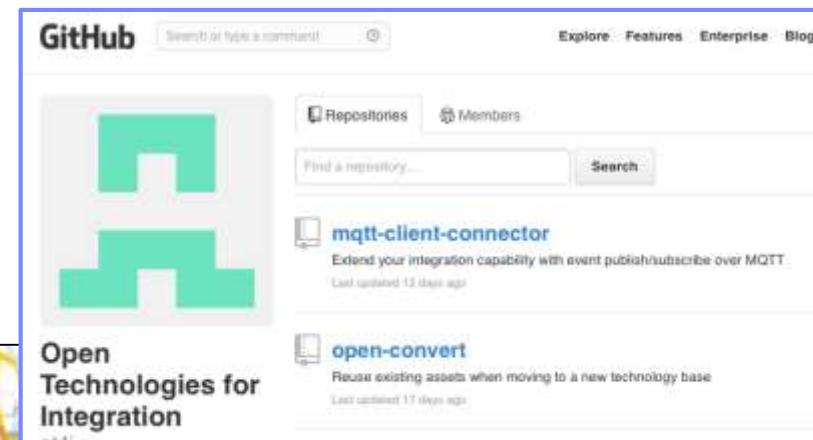 GitHub
Search or type a command
Explore Features Enterprise Blog
Repositories Members
Find a repository...
Search
mqtt-client-connector
Extend your integration capability with event publish/subscribe over MQTT
Last updated 12 days ago
open-convert
Reuse existing assets when moving to a new technology base
Last updated 17 days ago
Open
Technologies for
Integration